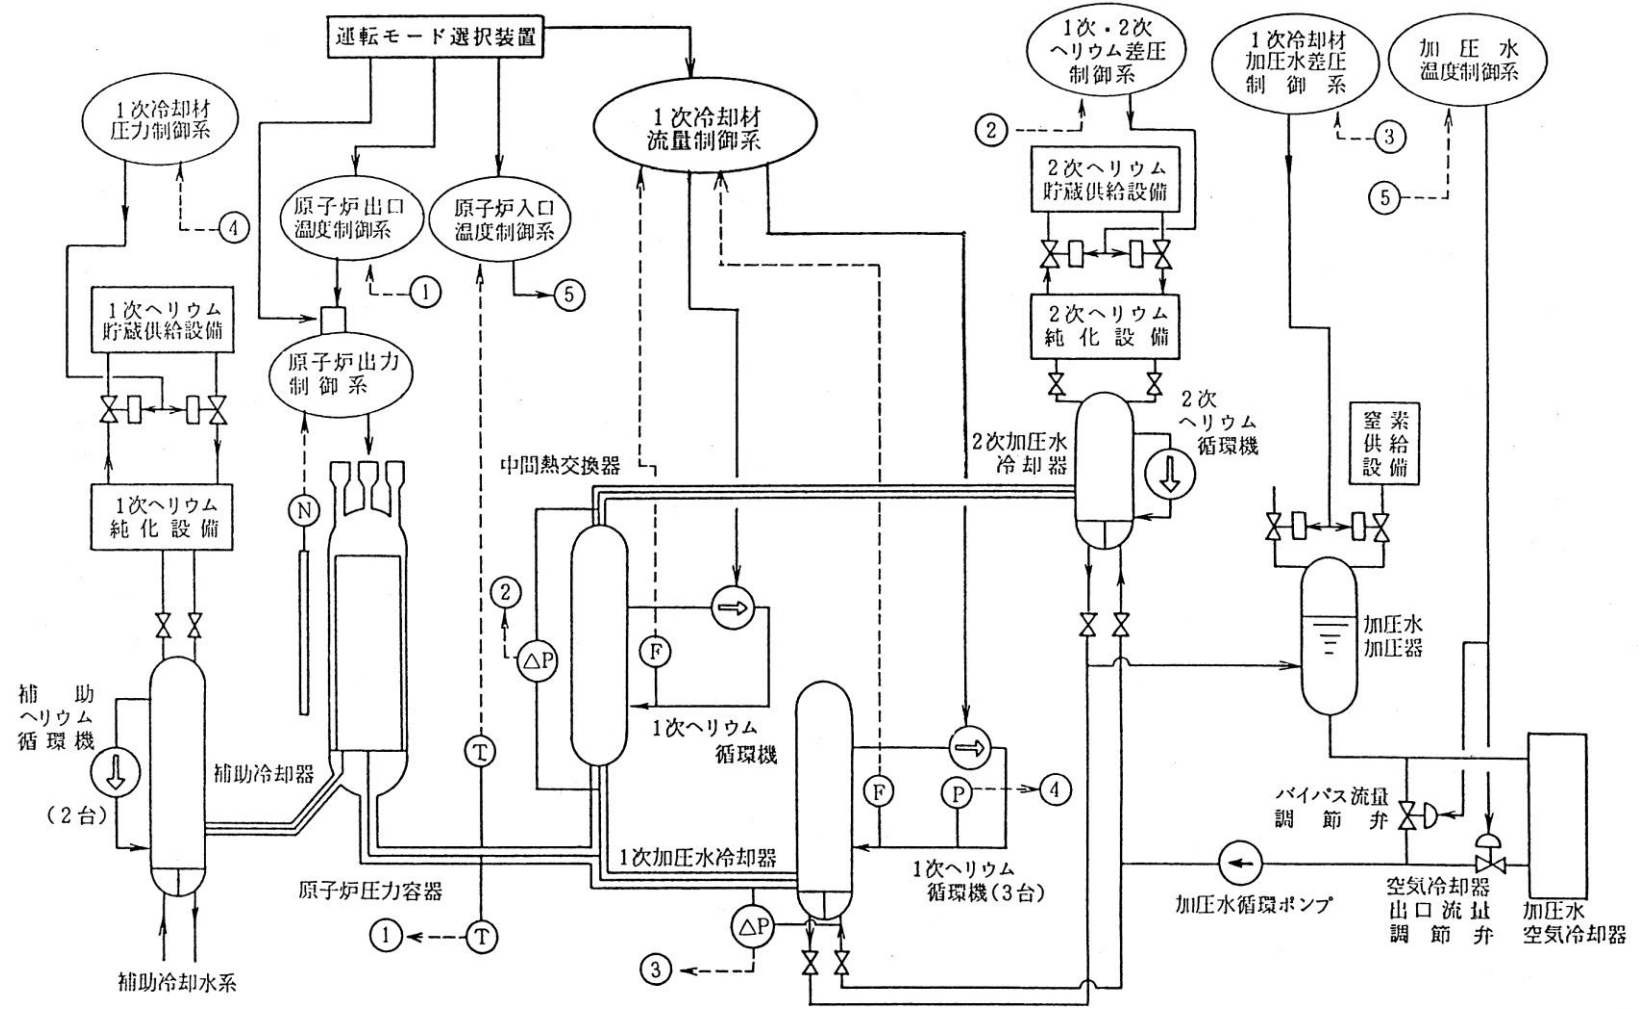 運転モード選択装置
1次冷却材
圧力制御系
④
原子炉出口
温度制御系
①
原子炉入口
温度制御系
⑤
1次冷却材
流量制御系
1次・2次
ヘリウム差圧
制御系
②
1次冷却材
加圧水差圧
制御系
③
加圧水
温度制御系
⑤
2次ヘリウム
貯蔵供給設備
2次ヘリウム
純化設備
1次ヘリウム
貯蔵供給設備
原子炉出力
制御系
1次ヘリウム
純化設備
N
中間熱交換器
2次加圧水
冷却器
2次
ヘリウム
循環機
窒素
供給
設備
②
△P
F
1次ヘリウム
循環機
加圧水
加圧器
補助
ヘリウム
循環機
(2台)
補助冷却器
T
F
P
④
バイパス流量
調節弁
1次加圧水冷却器
1次ヘリウム
循環機(3台)
原子炉圧力容器
①
T
△P
③
加圧水循環ポンプ
空気冷却器
出口流量
調節弁
加圧水
空気冷却器
補助冷却水系